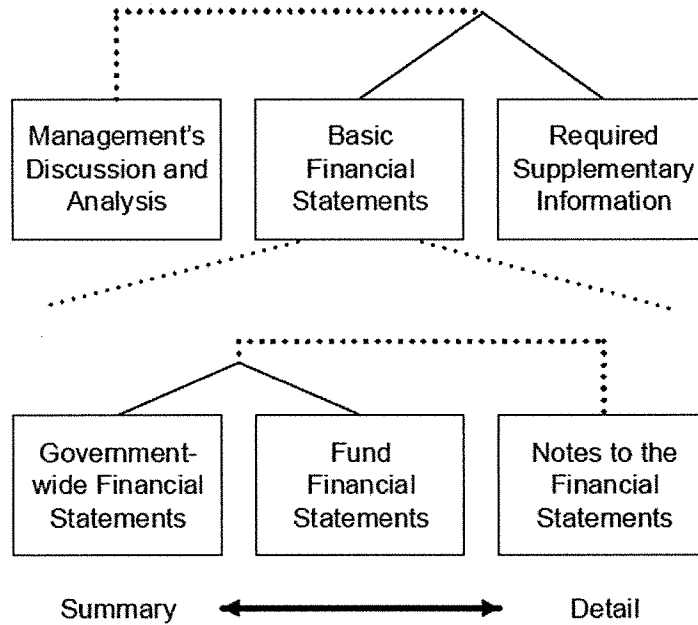 Management's
Discussion and
Analysis
Basic
Financial
Statements
Required
Supplementary
Information
Government-
wide Financial
Statements
Fund
Financial
Statements
Notes to the
Financial
Statements
Summary
Detail